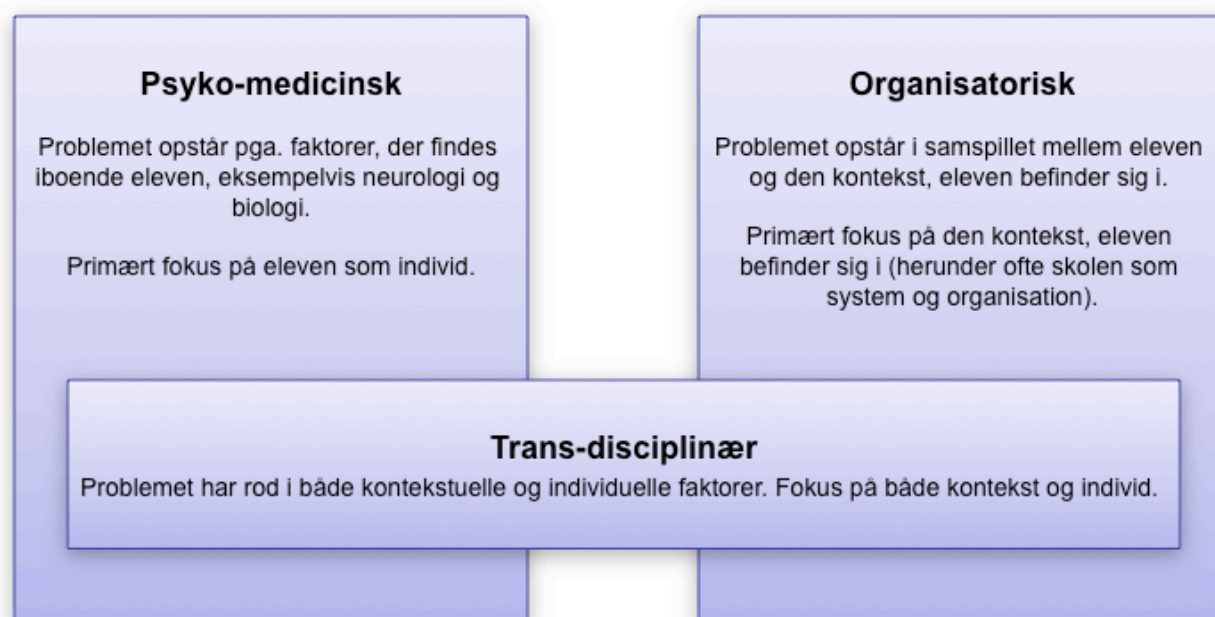 Psyko-medicinsk
Problemet opstår pga. faktorer, der findes
iboende eleven, eksempelvis neurologi og
biologi.
Primært fokus på eleven som individ.
Organisatorisk
Problemet opstår i samspillet mellem eleven
og den kontekst, eleven befinder sig i.
Primært fokus på den kontekst, eleven
befinder sig i (herunder ofte skolen som
system og organisation).
Trans-disciplinær
Problemet har rod i både kontekstuelle og individuelle faktorer. Fokus på både kontekst og individ.